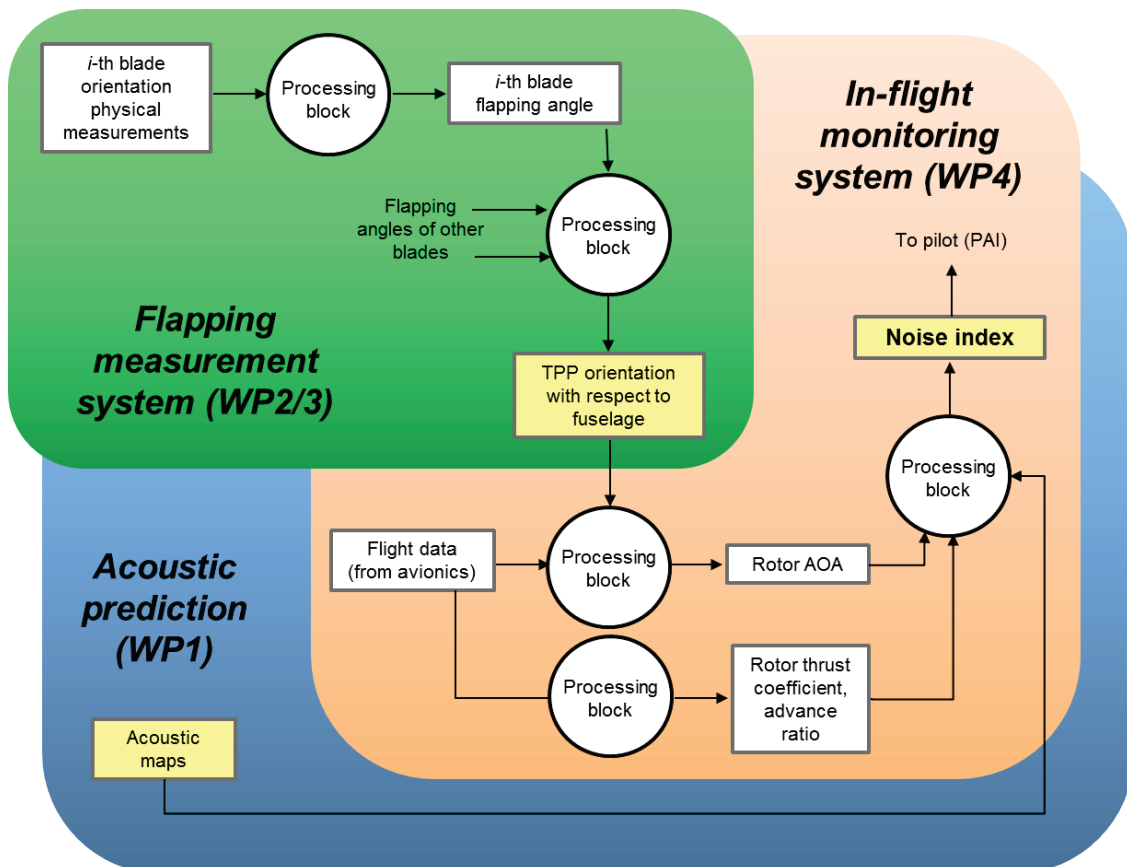 i-th blade
orientation
physical
measurements
Processing
block
i-th blade
flapping angle
Flapping
angles of other
blades
Processing
block
Flapping
measurement
system (WP2/3)
TPP orientation
with respect to
fuselage
In-flight
monitoring
system (WP4)
To pilot (PAI)
Noise index
Processing
block
Flight data
(from avionics)
Processing
block
Rotor AOA
Processing
block
Rotor thrust
coefficient,
advance
ratio
Acoustic
prediction
(WP1)
Acoustic
maps